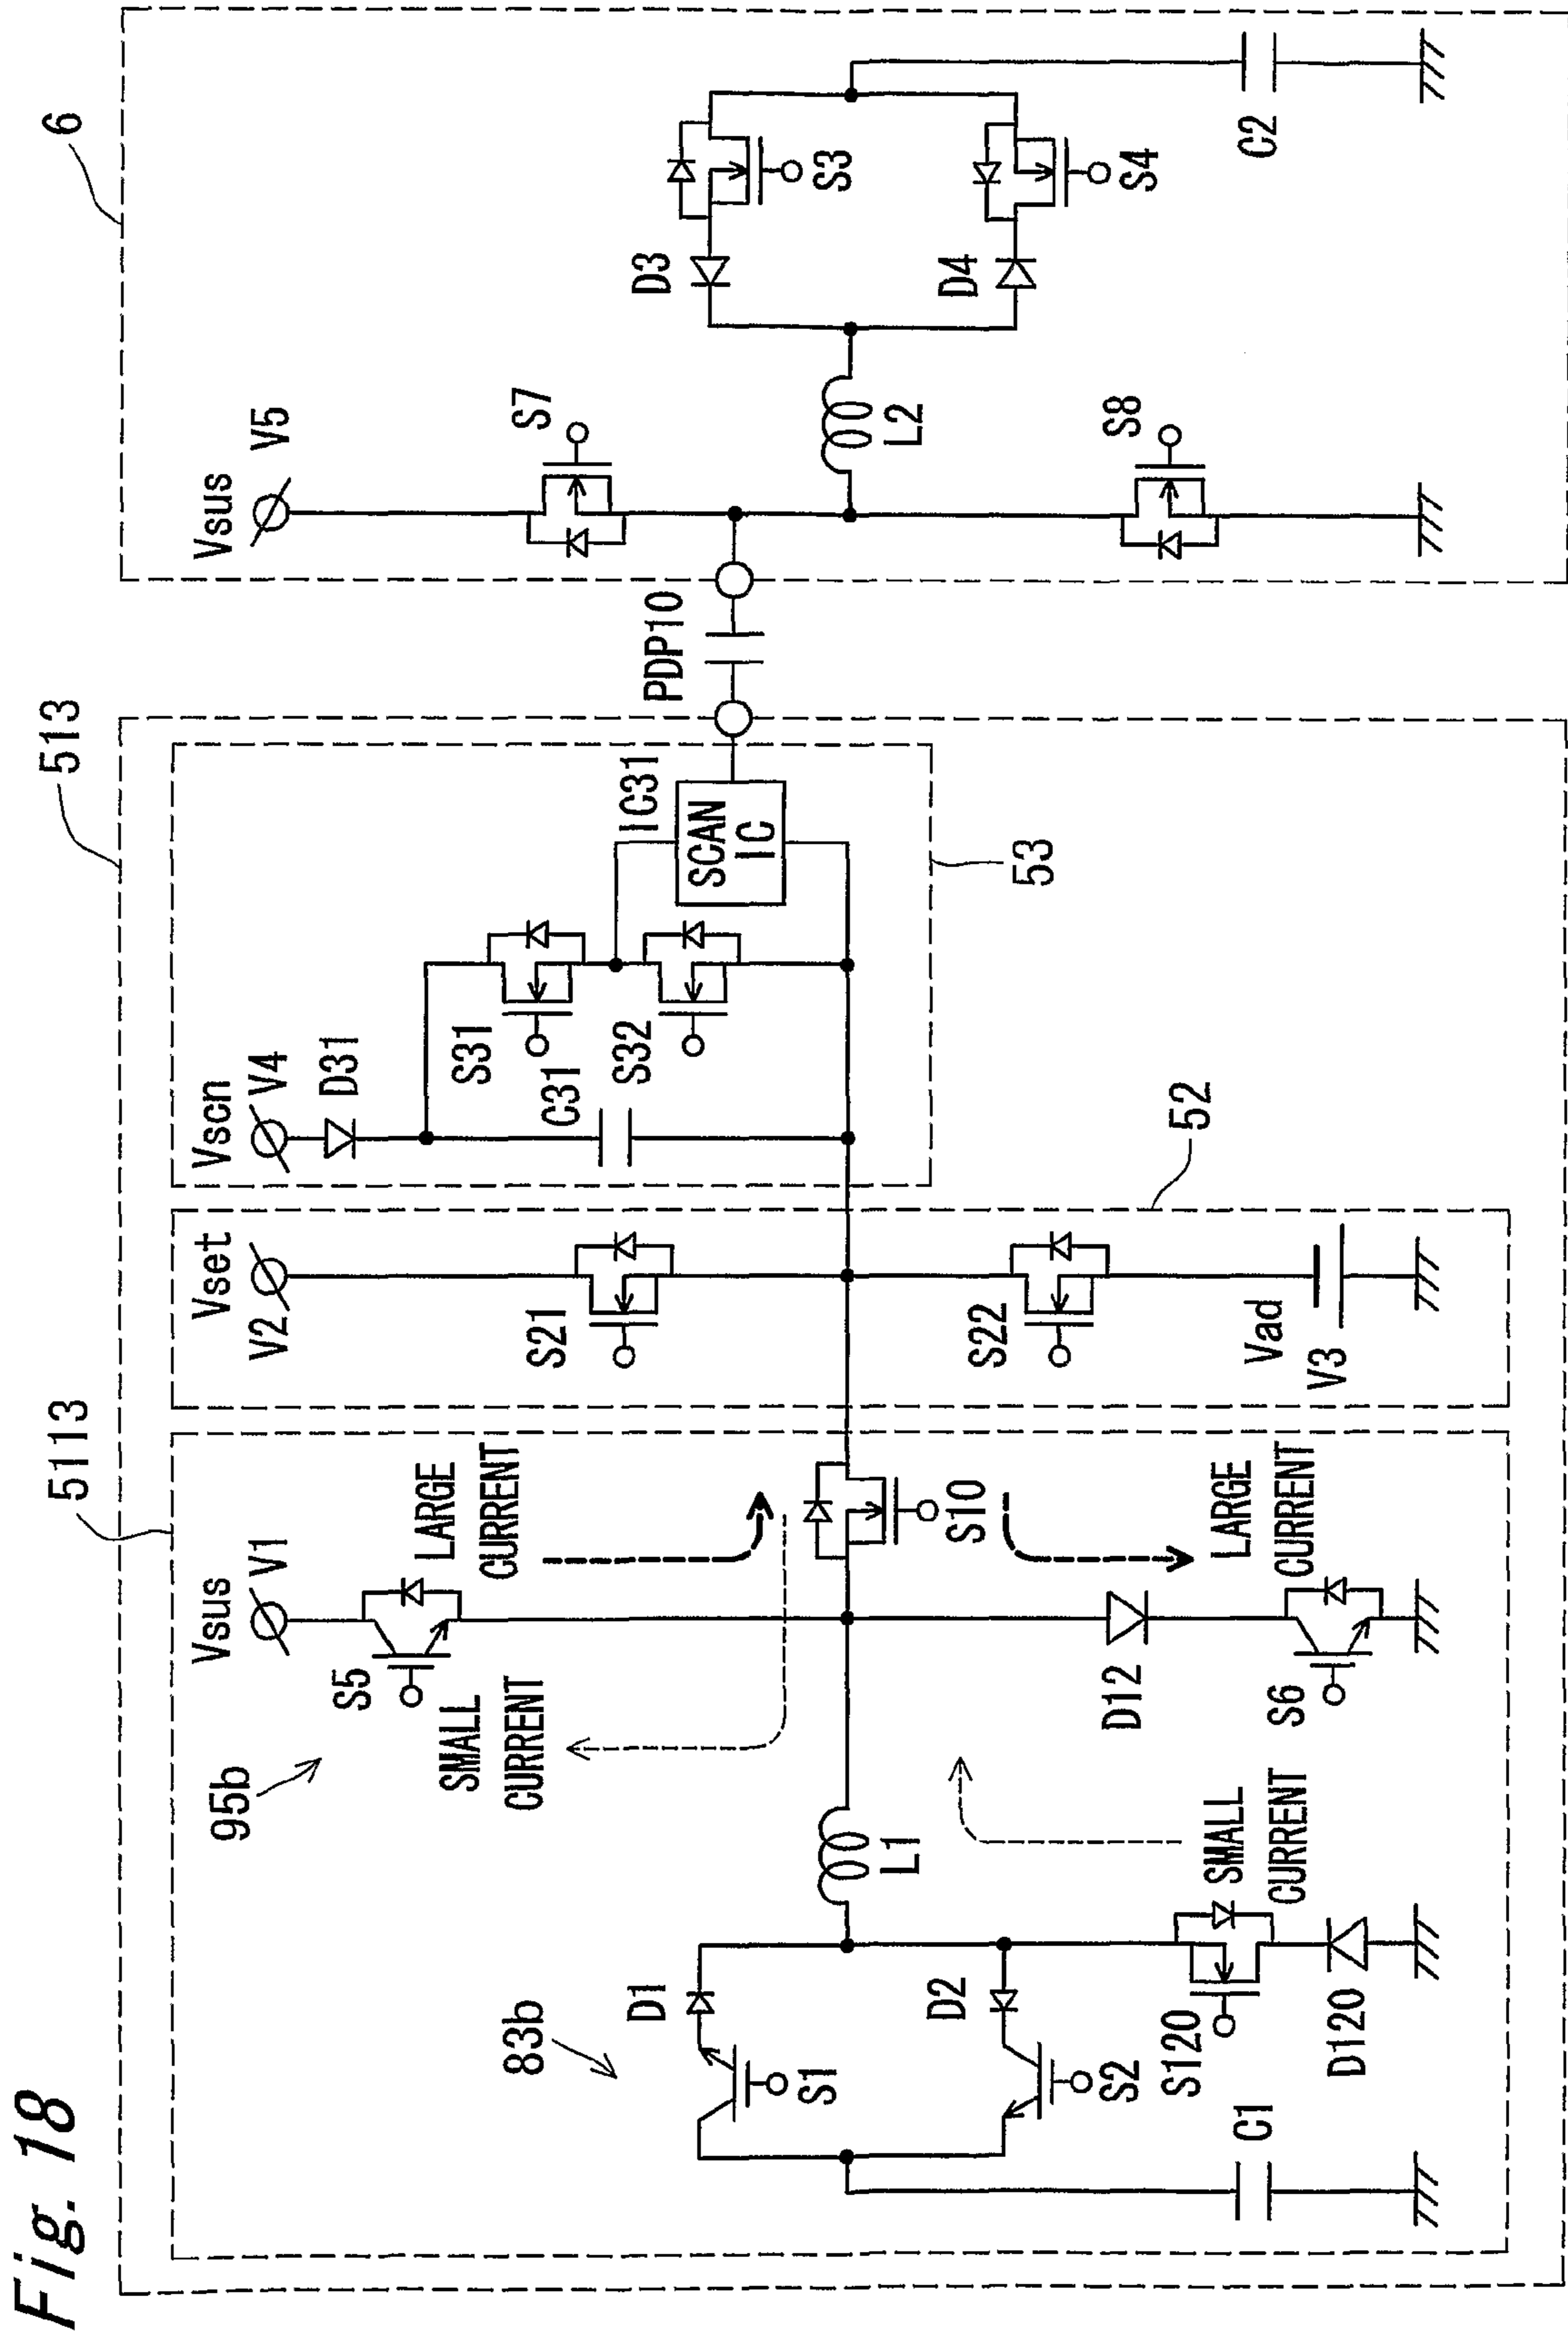 Fig. 18
5113
513
6
95b
83b
Vsus
V1
S5
LARGE
CURRENT
SMALL
CURRENT
D1
S1
D2
S2
C1
L1
S120
D120
SMALL
CURRENT
D12
S6
S10
LARGE
CURRENT
Vset
V2
S21
S22
Vad
V3
52
Vscn
V4
D31
S31
C31
S32
IC31
SCAN
IC
53
PDP10
Vsus
V5
S7
L2
S8
D3
S3
D4
S4
C2